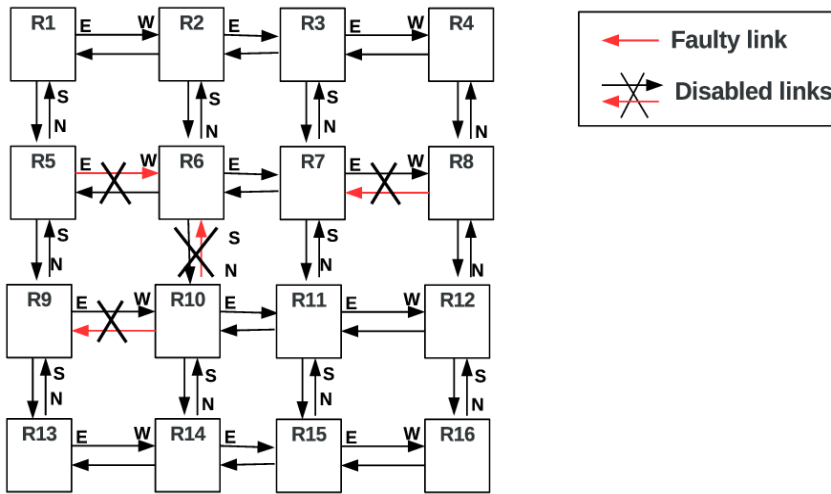 R1 E W R2 E R3 E W R4
S S S S
N N N N
R5 E W R6 E R7 E W R8
S S S S
N N N N
R9 E W R10 E R11 E W R12
S S S S
N N N N
R13 E W R14 E R15 E W R16
Faulty link
Disabled links